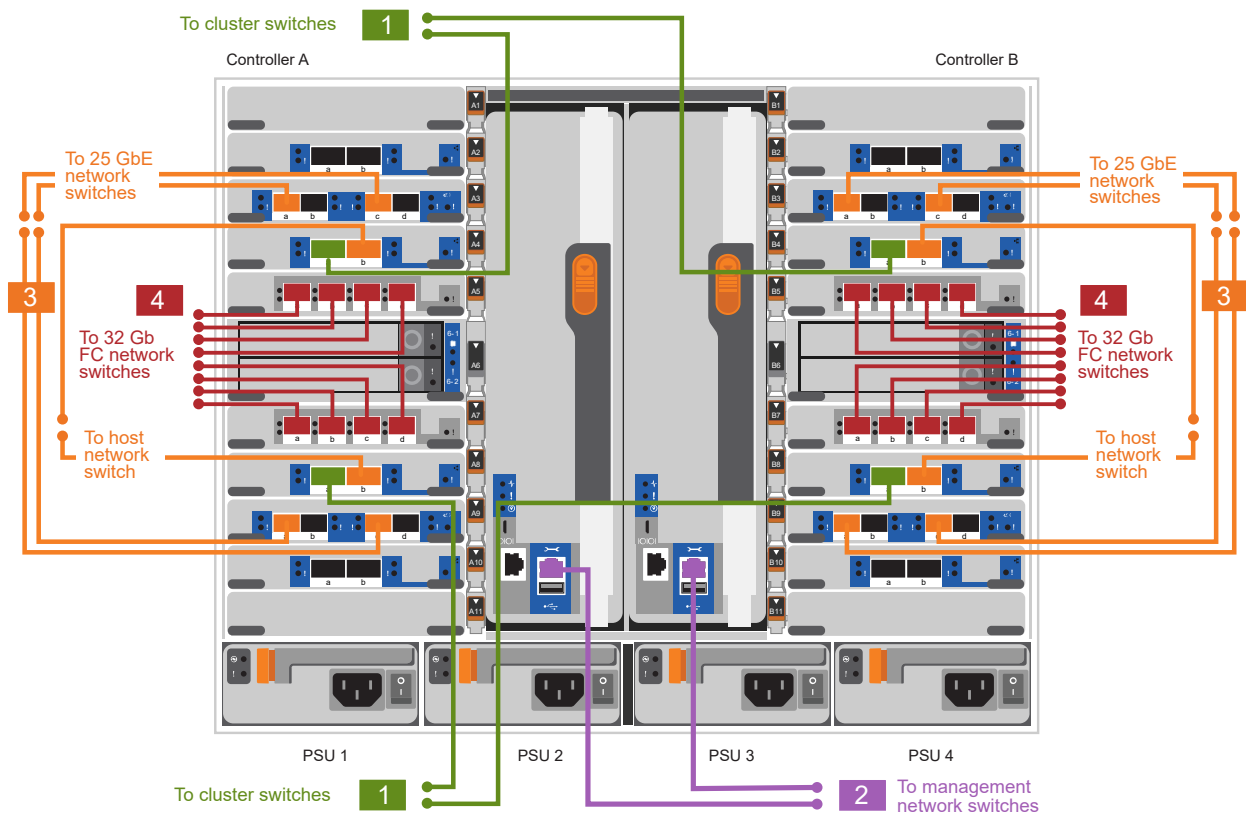 To cluster switches
1
Controller A
Controller B
A1
B1
A2
B2
a b
a b
To 25 GbE
network
switches
To 25 GbE
network
switches
A3
B3
a b c d
a b c d
A4
B4
a b
a b
3
4
A5
B5
4
3
To 32 Gb
FC network
switches
To 32 Gb
FC network
switches
6-1
6-2
A6
B6
6-1
6-2
A7
B7
a b c d
a b c d
To host
network
switch
To host
network
switch
A8
B8
a b
a b
A9
B9
a b c d
a b c d
A10
B10
a b
a b
A11
B11
PSU 1
PSU 2
PSU 3
PSU 4
To cluster switches
1
2
To management
network switches